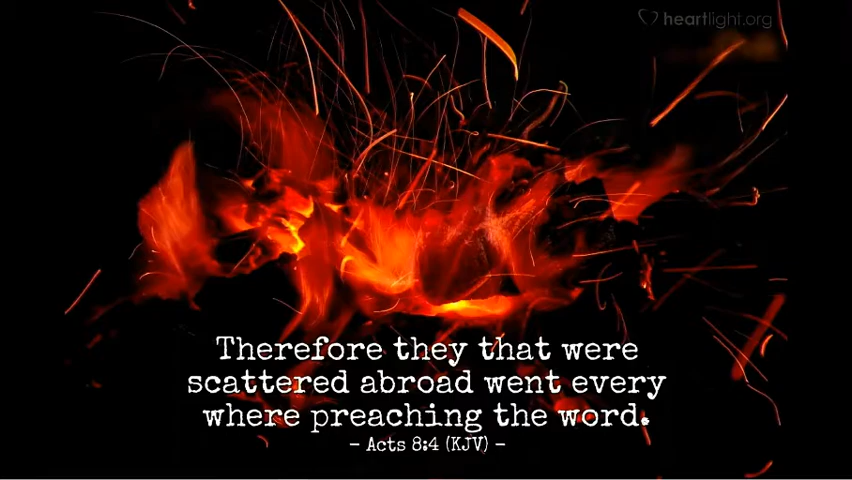 heartlight.org
Therefore they that were
scattered abroad went every
where preaching the word.
– Acts 8:4 (KJV) –